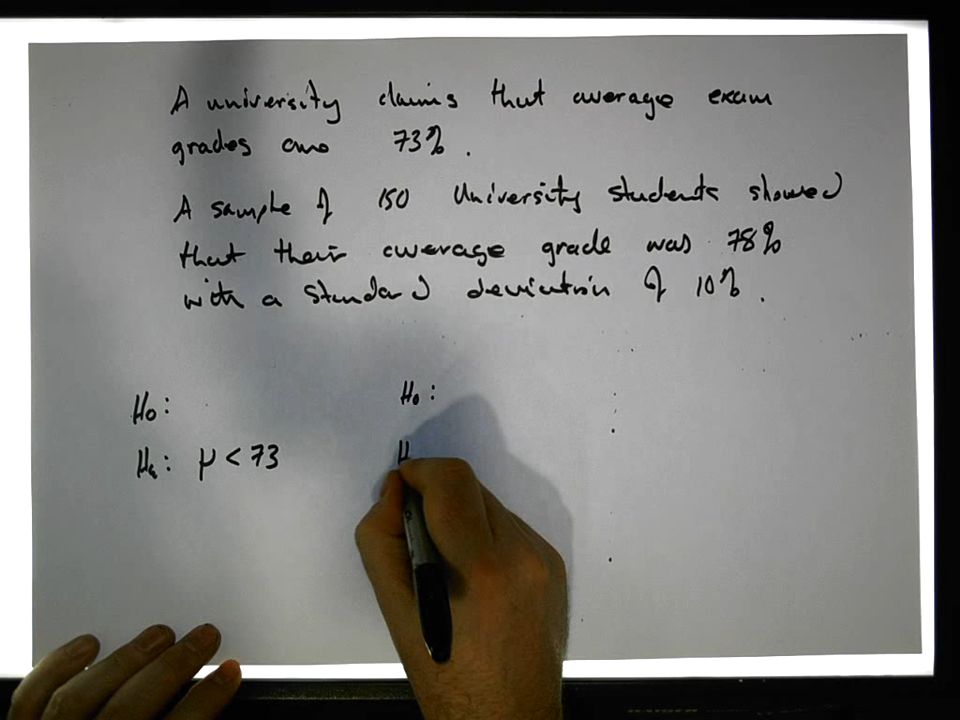 A university claims that average exam
grades are 73%.
A sample of 150 University students showed
that their average grade was 78%
with a standard deviation of 10%.
H₀: H₀:
Hₐ: μ < 73 H